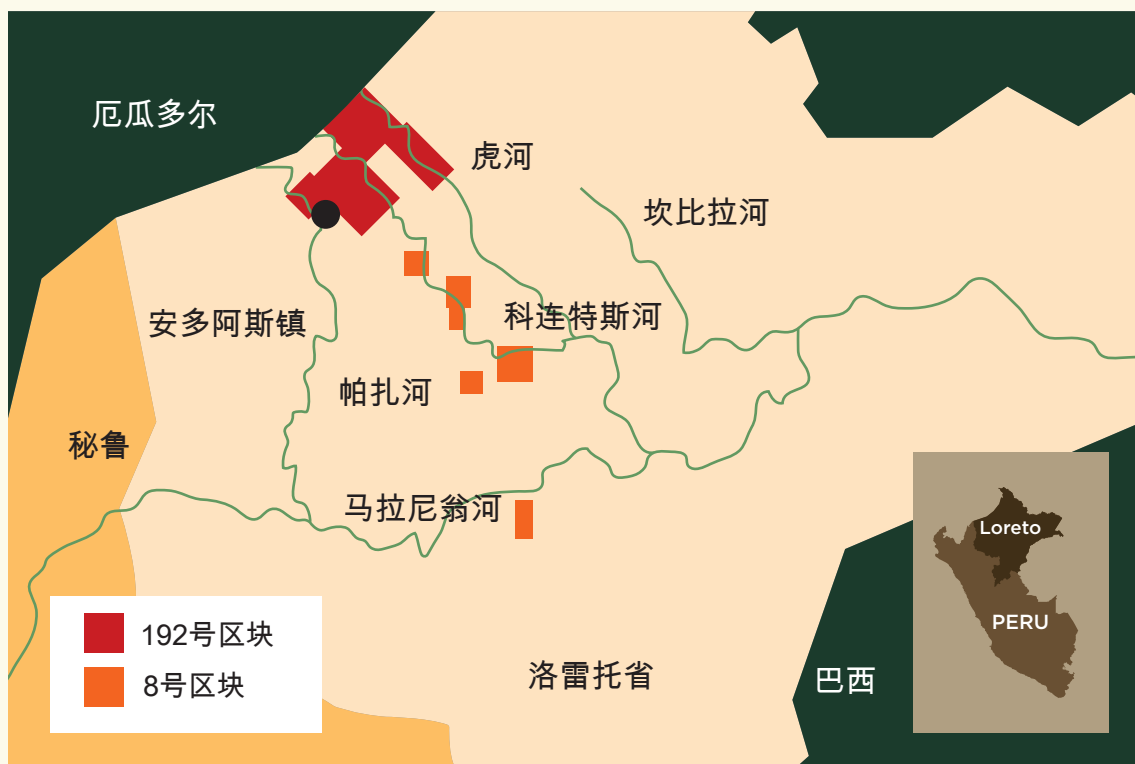 厄瓜多尔
虎河
坎比拉河
安多阿斯镇
科连特斯河
帕扎河
秘鲁
马拉尼翁河
Loreto
PERU
192号区块
8号区块
洛雷托省
巴西